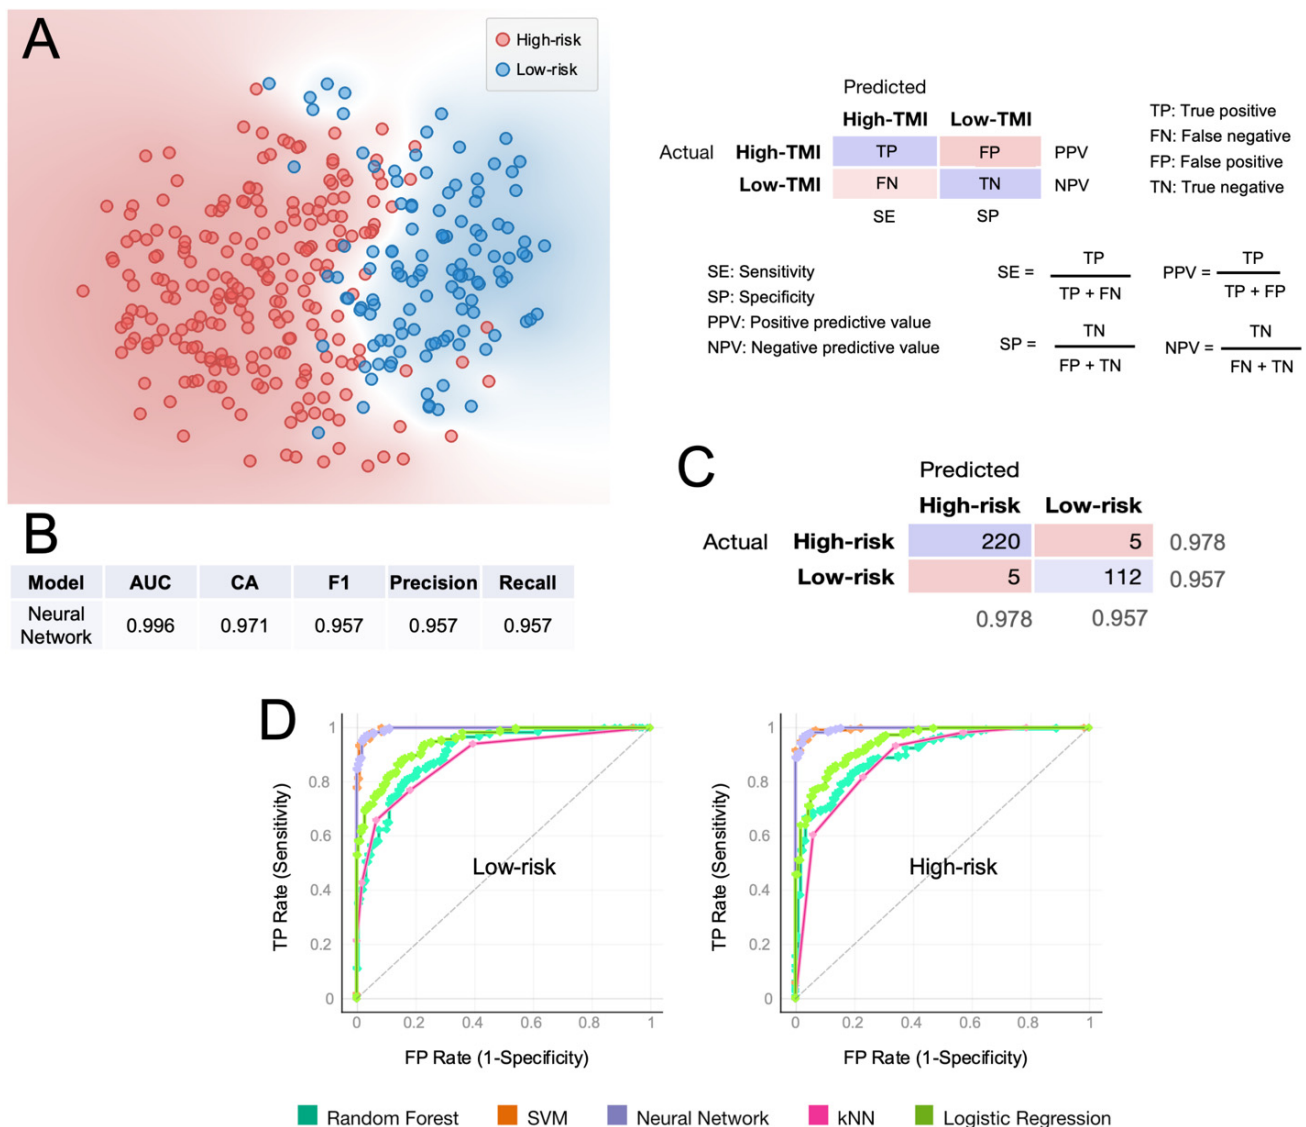 A
High-risk
Low-risk
Predicted
High-TMI Low-TMI
Actual High-TMI TP FP PPV
Low-TMI FN TN NPV
SE SP
TP: True positive
FN: False negative
FP: False positive
TN: True negative
SE: Sensitivity
SP: Specificity
PPV: Positive predictive value
NPV: Negative predictive value
SE =
TP
TP + FN
PPV =
TP
TP + FP
SP =
TN
FP + TN
NPV =
TN
FN + TN
B
Model AUC CA F1 Precision Recall
Neural
Network 0.996 0.971 0.957 0.957 0.957
C
Predicted
High-risk Low-risk
Actual High-risk 220 5 0.978
Low-risk 5 112 0.957
0.978 0.957
D
TP Rate (Sensitivity)
1
0.8
0.6
0.4
0.2
0
Low-risk
0 0.2 0.4 0.6 0.8 1
FP Rate (1-Specificity)
TP Rate (Sensitivity)
1
0.8
0.6
0.4
0.2
0
High-risk
0 0.2 0.4 0.6 0.8 1
FP Rate (1-Specificity)
Random Forest SVM Neural Network kNN Logistic Regression